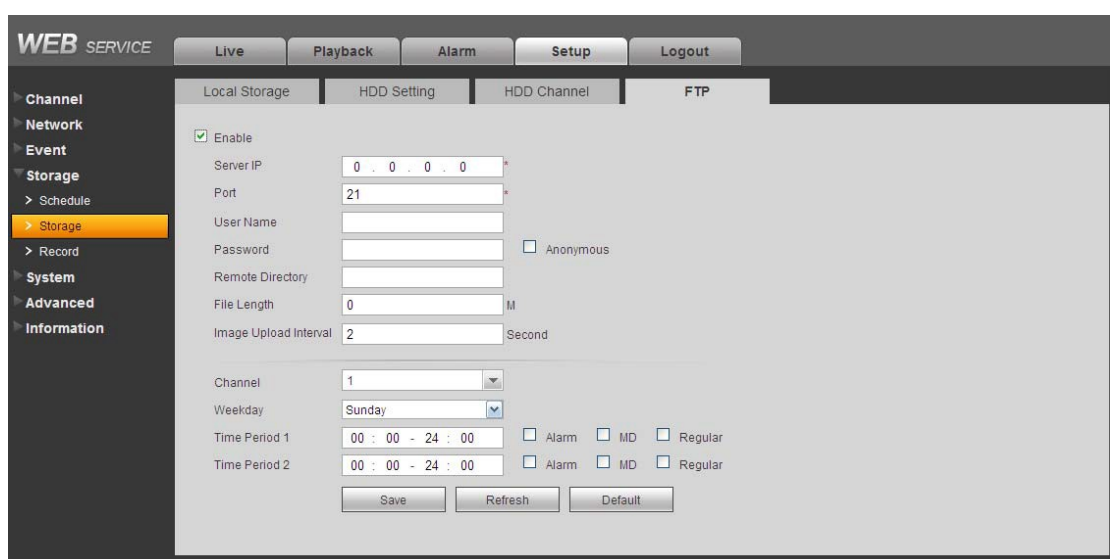 WEB SERVICE
Live Playback Alarm Setup Logout
Local Storage HDD Setting HDD Channel FTP
Channel
Network
Event
Storage
> Schedule
> Storage
> Record
System
Advanced
Information
Enable
Server IP 0 . 0 . 0 . 0 *
Port 21 *
User Name
Password Anonymous
Remote Directory
File Length 0 M
Image Upload Interval 2 Second
Channel 1
Weekday Sunday
Time Period 1 00 : 00 - 24 : 00 Alarm MD Regular
Time Period 2 00 : 00 - 24 : 00 Alarm MD Regular
Save Refresh Default